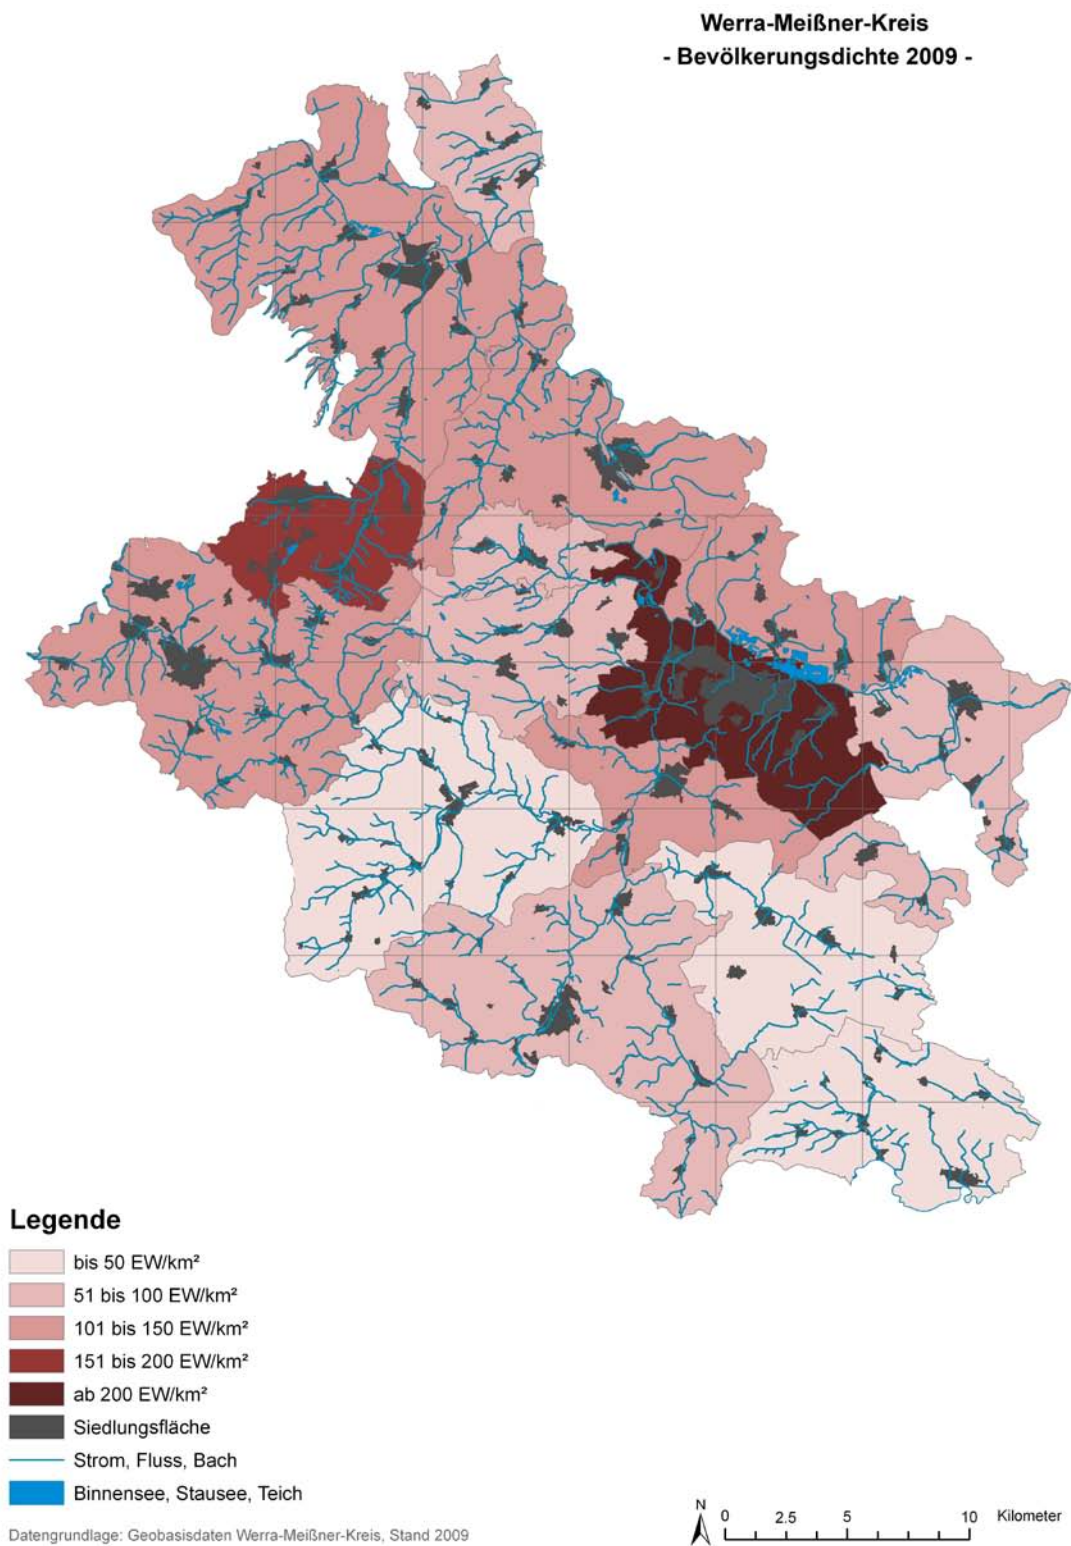 Werra-Meißner-Kreis
- Bevölkerungsdichte 2009 -
Legende
bis 50 EW/km²
51 bis 100 EW/km²
101 bis 150 EW/km²
151 bis 200 EW/km²
ab 200 EW/km²
Siedlungsfläche
Strom, Fluss, Bach
Binnensee, Stausee, Teich
Datengrundlage: Geobasisdaten Werra-Meißner-Kreis, Stand 2009
N
0 2.5 5 10 Kilometer